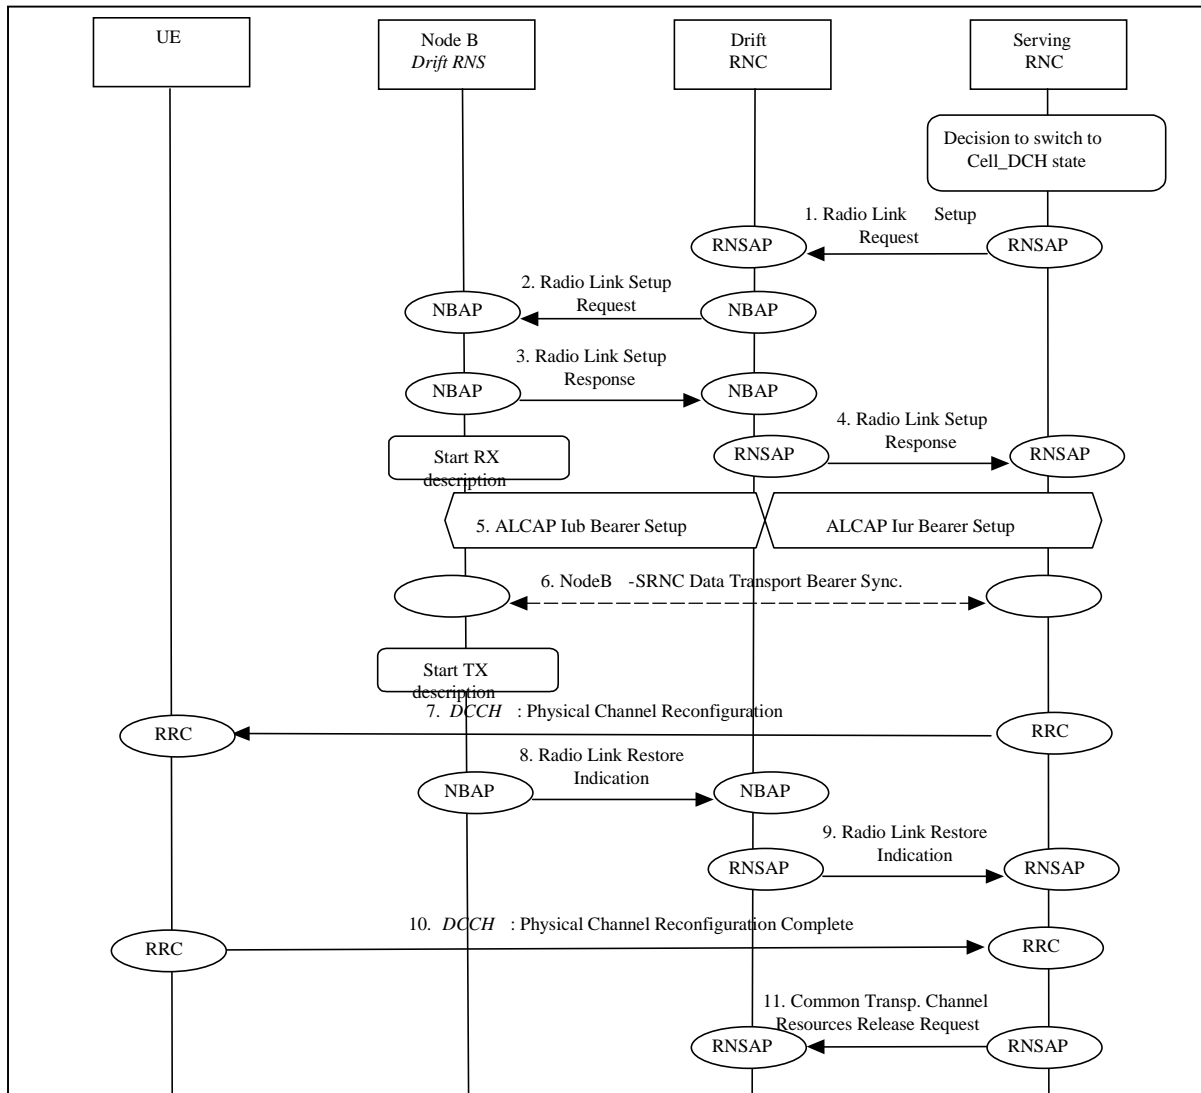 UE
Node B
Drift RNS
Drift
RNC
Serving
RNC
Decision to switch to
Cell_DCH state
1. Radio Link Setup
Request
RNSAP
RNSAP
2. Radio Link Setup
Request
NBAP
NBAP
3. Radio Link Setup
Response
NBAP
NBAP
4. Radio Link Setup
Response
Start RX
description
RNSAP
RNSAP
5. ALCAP Iub Bearer Setup
ALCAP Iur Bearer Setup
6. NodeB -SRNC Data Transport Bearer Sync.
Start TX
description
7. DCCH : Physical Channel Reconfiguration
RRC
RRC
8. Radio Link Restore
Indication
NBAP
NBAP
9. Radio Link Restore
Indication
RNSAP
RNSAP
10. DCCH : Physical Channel Reconfiguration Complete
RRC
RRC
11. Common Transp. Channel
Resources Release Request
RNSAP
RNSAP